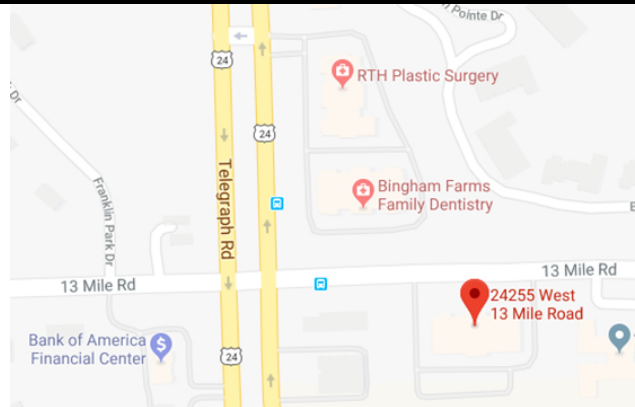 Pointe Dr
24
RTH Plastic Surgery
24
Telegraph Rd
Bingham Farms
Family Dentistry
Franklin Park Dr
13 Mile Rd
13 Mile Rd
24255 West
13 Mile Road
Bank of America
Financial Center
$
24